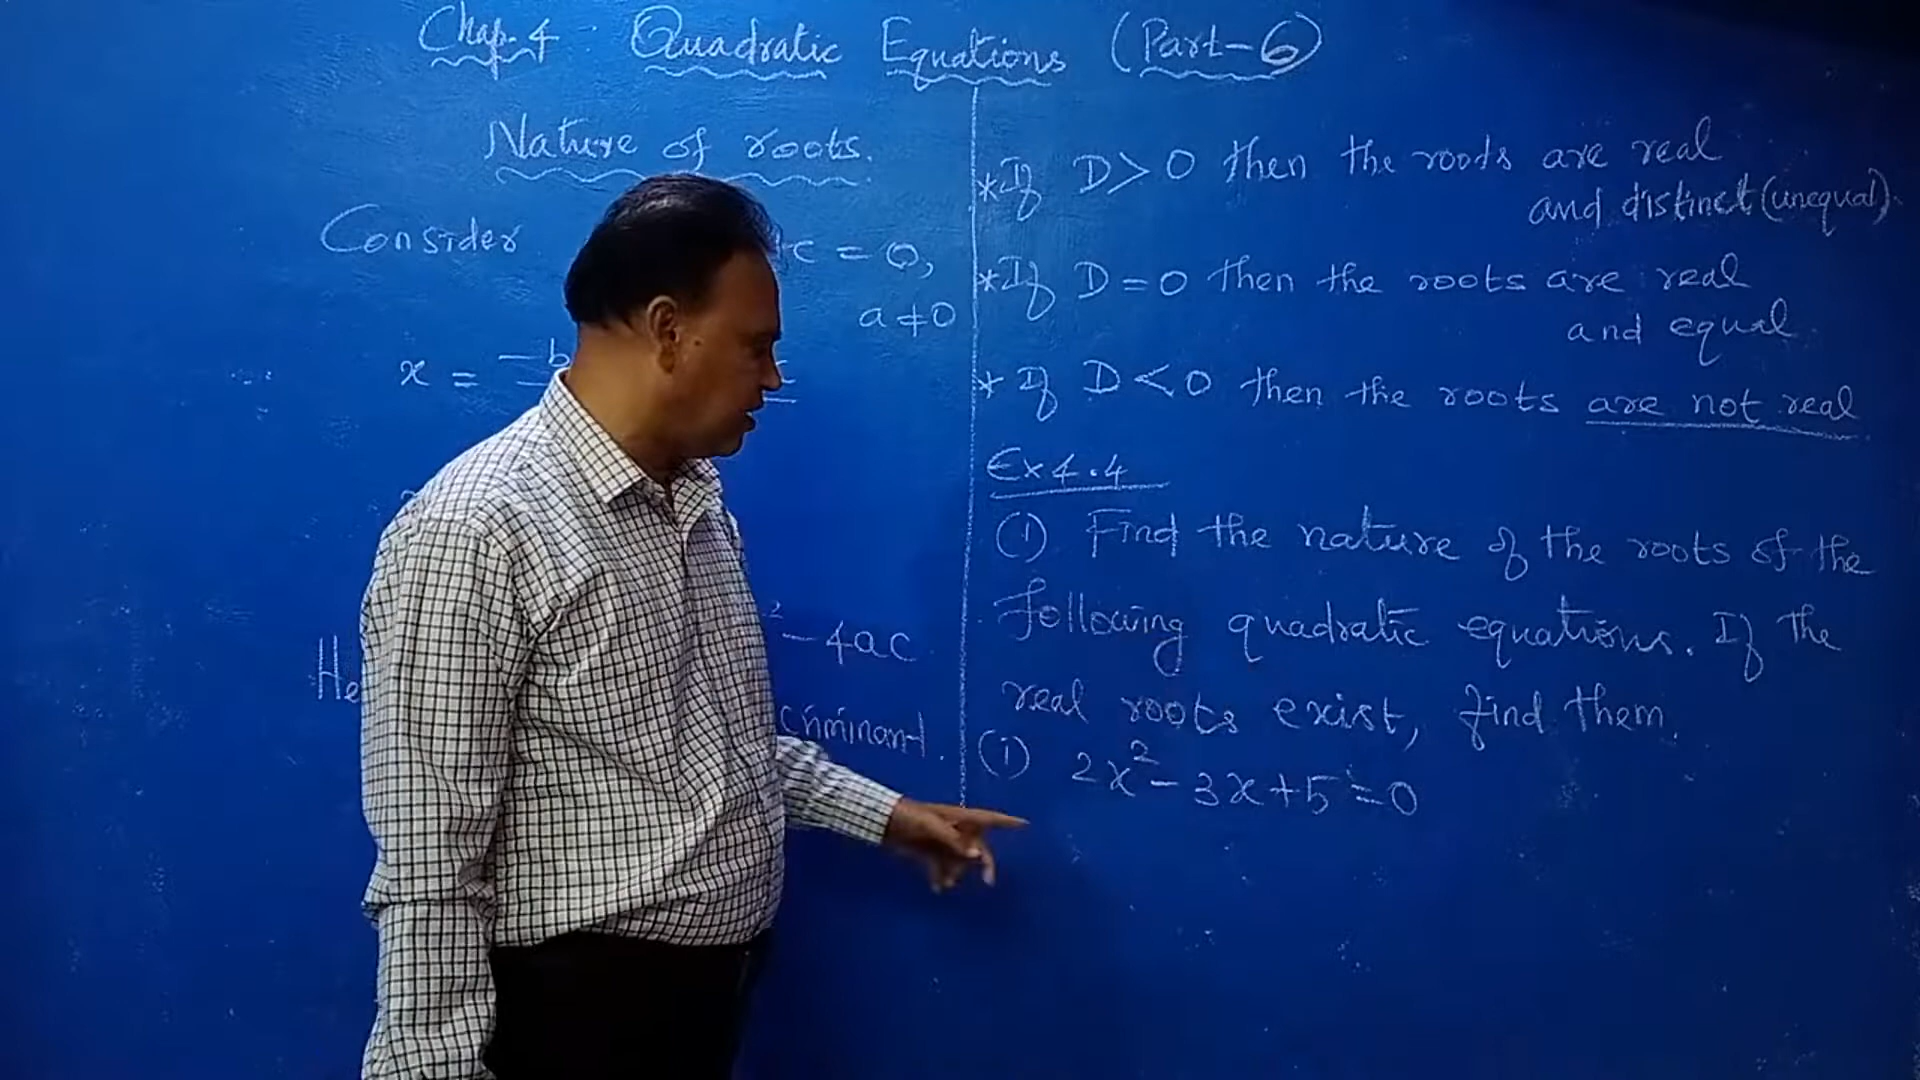 Chap. 4 : Quadratic Equations (Part-6)
Nature of roots.
Consider c = 0,
a ≠ 0
x = -b
- 4ac
* If D > 0 then the roots are real
and distinct (unequal).
* If D = 0 then the roots are real
and equal.
* If D < 0 then the roots are not real
Ex 4.4
(1) Find the nature of the roots of the
following quadratic equations. If the
real roots exist, find them.
(i) 2x² - 3x + 5 = 0